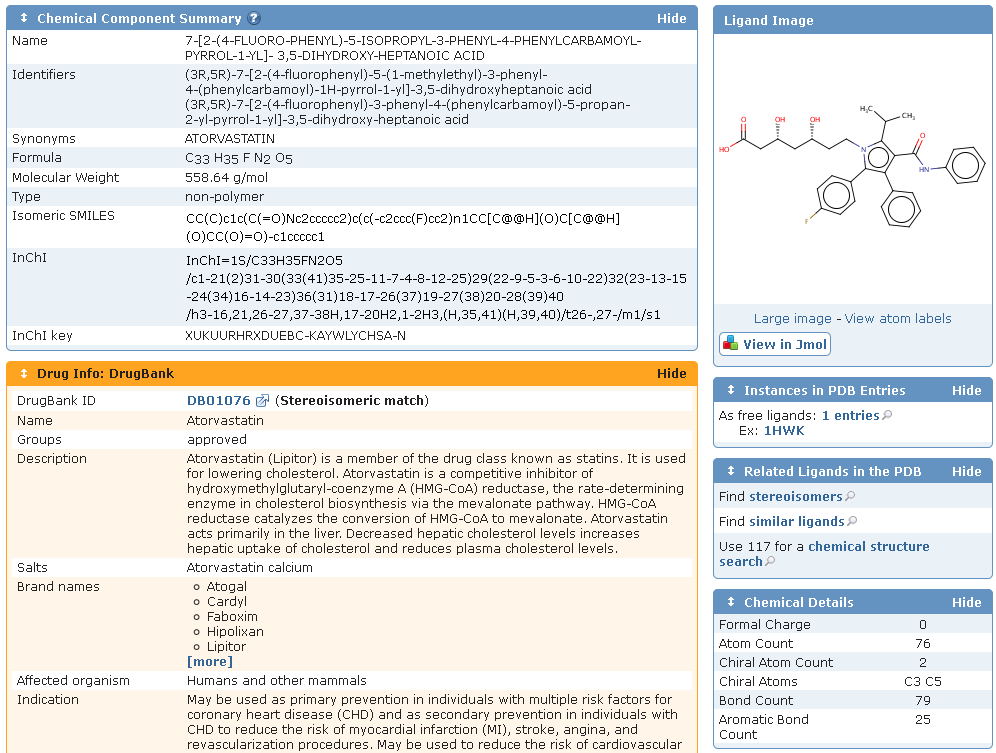 Chemical Component Summary ? Hide
Name 7-[2-(4-FLUORO-PHENYL)-5-ISOPROPYL-3-PHENYL-4-PHENYLCARBAMOYL-
PYRROL-1-YL]- 3,5-DIHYDROXY-HEPTANOIC ACID
Identifiers (3R,5R)-7-[2-(4-fluorophenyl)-5-(1-methylethyl)-3-phenyl-
4-(phenylcarbamoyl)-1H-pyrrol-1-yl]-3,5-dihydroxyheptanoic acid
(3R,5R)-7-[2-(4-fluorophenyl)-3-phenyl-4-(phenylcarbamoyl)-5-propan-
2-yl-pyrrol-1-yl]-3,5-dihydroxy-heptanoic acid
Synonyms ATORVASTATIN
Formula C33 H35 F N2 O5
Molecular Weight 558.64 g/mol
Type non-polymer
Isomeric SMILES CC(C)c1c(C(=O)Nc2ccccc2)c(c(-c2ccc(F)cc2)n1CC[C@@H](O)C[C@@H]
(O)CC(O)=O)-c1ccccc1
InChI InChI=1S/C33H35FN2O5
/c1-21(2)31-30(33(41)35-25-11-7-4-8-12-25)29(22-9-5-3-6-10-22)32(23-13-15
-24(34)16-14-23)36(31)18-17-26(37)19-27(38)20-28(39)40
/h3-16,21,26-27,37-38H,17-20H2,1-2H3,(H,35,41)(H,39,40)/t26-,27-/m1/s1
InChI key XUKUURHRXDUEBC-KAYWLYCHSA-N
Drug Info: DrugBank Hide
DrugBank ID DB01076 (Stereoisomeric match)
Name Atorvastatin
Groups approved
Description Atorvastatin (Lipitor) is a member of the drug class known as statins. It is used
for lowering cholesterol. Atorvastatin is a competitive inhibitor of
hydroxymethylglutaryl-coenzyme A (HMG-CoA) reductase, the rate-determining
enzyme in cholesterol biosynthesis via the mevalonate pathway. HMG-CoA
reductase catalyzes the conversion of HMG-CoA to mevalonate. Atorvastatin
acts primarily in the liver. Decreased hepatic cholesterol levels increases
hepatic uptake of cholesterol and reduces plasma cholesterol levels.
Salts Atorvastatin calcium
Brand names Atogal
Cardyl
Faboxim
Hipolixan
Lipitor
[more]
Affected organism Humans and other mammals
Indication May be used as primary prevention in individuals with multiple risk factors for
coronary heart disease (CHD) and as secondary prevention in individuals with
CHD to reduce the risk of myocardial infarction (MI), stroke, angina, and
revascularization procedures. May be used to reduce the risk of cardiovascular
Ligand Image
H₃C CH₃
O OH OH O
HO N
NH
F
Large image - View atom labels
View in Jmol
Instances in PDB Entries Hide
As free ligands: 1 entries
Ex: 1HWK
Related Ligands in the PDB Hide
Find stereoisomers
Find similar ligands
Use 117 for a chemical structure
search
Chemical Details Hide
Formal Charge 0
Atom Count 76
Chiral Atom Count 2
Chiral Atoms C3 C5
Bond Count 79
Aromatic Bond 25
Count